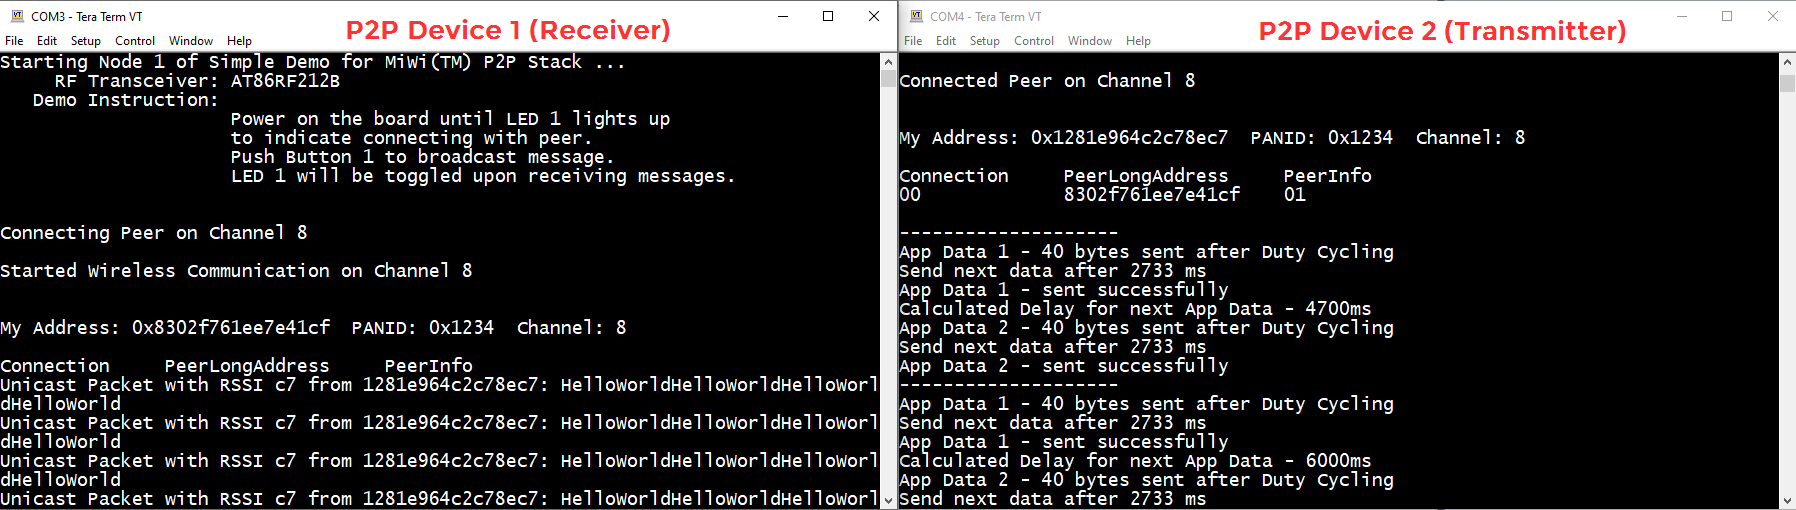 COM3 - Tera Term VT
P2P Device 1 (Receiver)
File Edit Setup Control Window Help
Starting Node 1 of Simple Demo for MiWi(TM) P2P Stack ...
RF Transceiver: AT86RF212B
Demo Instruction:
Power on the board until LED 1 lights up
to indicate connecting with peer.
Push Button 1 to broadcast message.
LED 1 will be toggled upon receiving messages.
Connecting Peer on Channel 8
Started Wireless Communication on Channel 8
My Address: 0x8302f761ee7e41cf PANID: 0x1234 Channel: 8
Connection PeerLongAddress PeerInfo
Unicast Packet with RSSI c7 from 1281e964c2c78ec7: HelloWorldHelloWorldHelloWorl
dHelloWorld
Unicast Packet with RSSI c7 from 1281e964c2c78ec7: HelloWorldHelloWorldHelloWorl
dHelloWorld
Unicast Packet with RSSI c7 from 1281e964c2c78ec7: HelloWorldHelloWorldHelloWorl
dHelloWorld
Unicast Packet with RSSI c7 from 1281e964c2c78ec7: HelloWorldHelloWorldHelloWorl
COM4 - Tera Term VT
P2P Device 2 (Transmitter)
File Edit Setup Control Window Help
Connected Peer on Channel 8
My Address: 0x1281e964c2c78ec7 PANID: 0x1234 Channel: 8
Connection PeerLongAddress PeerInfo
00 8302f761ee7e41cf 01
--------------------
App Data 1 - 40 bytes sent after Duty Cycling
Send next data after 2733 ms
App Data 1 - sent successfully
Calculated Delay for next App Data - 4700ms
App Data 2 - 40 bytes sent after Duty Cycling
Send next data after 2733 ms
App Data 2 - sent successfully
--------------------
App Data 1 - 40 bytes sent after Duty Cycling
Send next data after 2733 ms
App Data 1 - sent successfully
Calculated Delay for next App Data - 6000ms
App Data 2 - 40 bytes sent after Duty Cycling
Send next data after 2733 ms